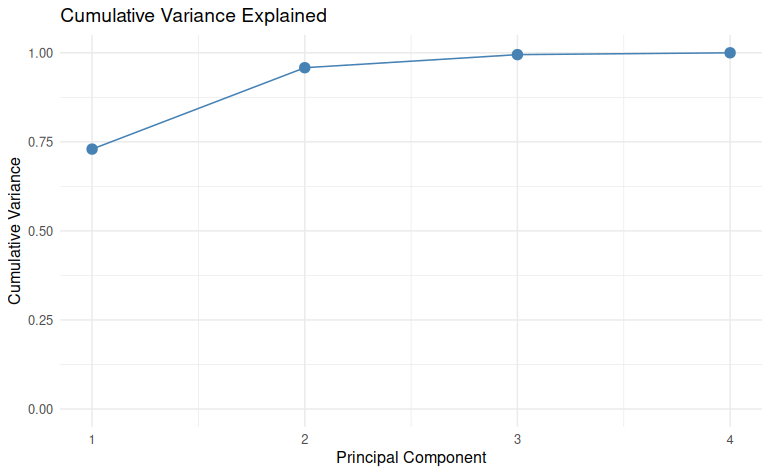 Cumulative Variance Explained
1.00
0.75
0.50
0.25
0.00
Cumulative Variance
1 2 3 4
Principal Component